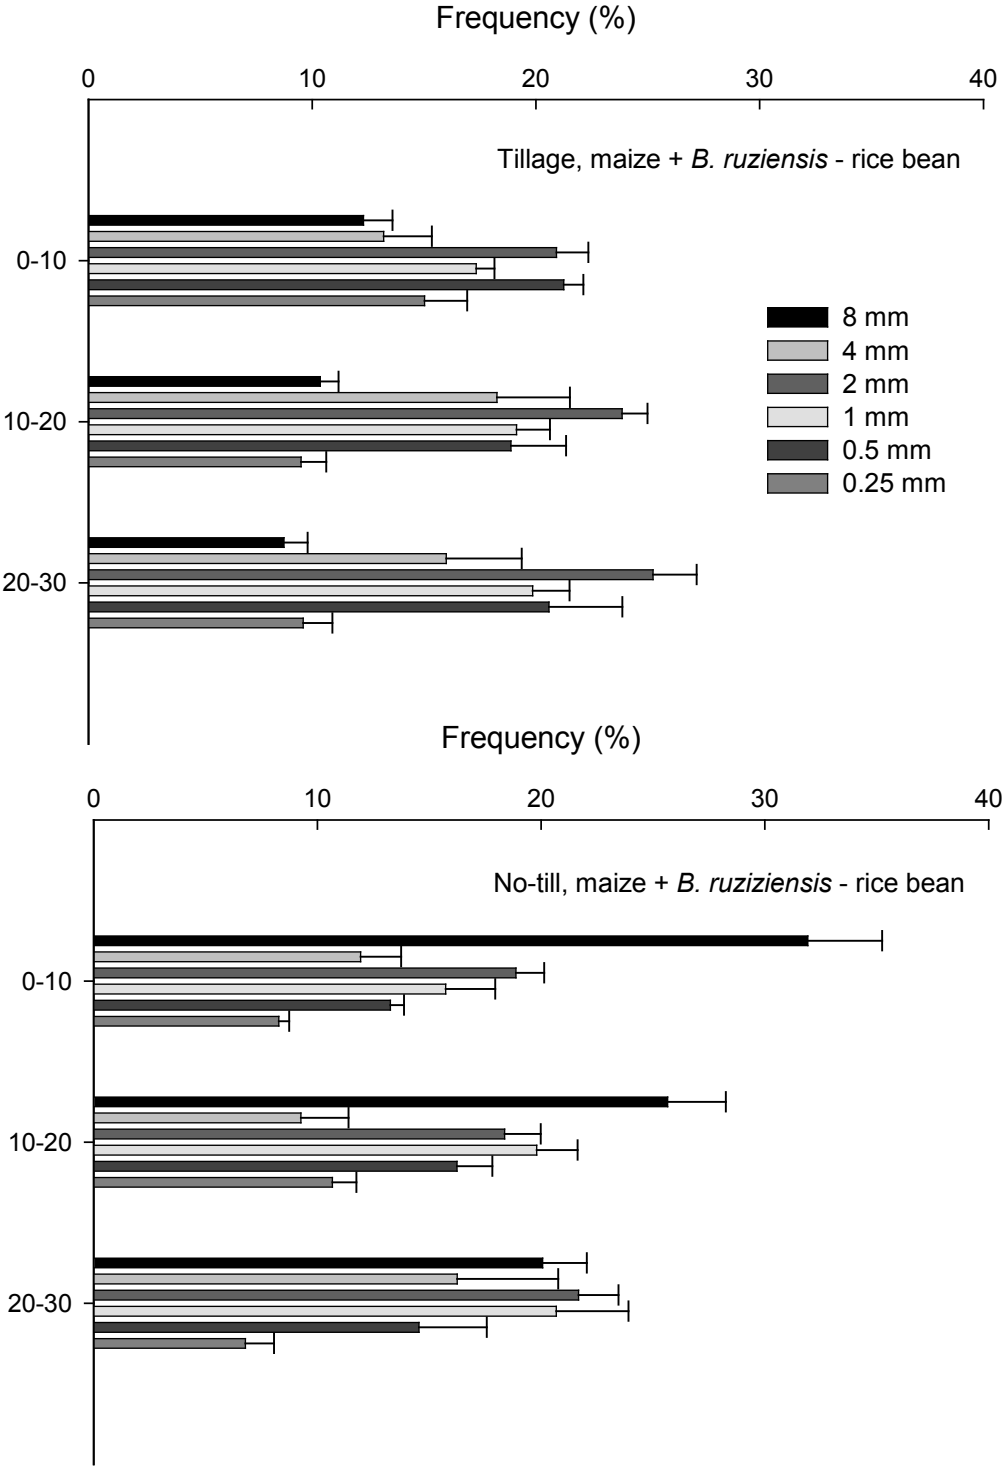 Frequency (%)
0 10 20 30 40
Tillage, maize + B. ruziensis - rice bean
0-10
8 mm
4 mm
2 mm
10-20
1 mm
0.5 mm
0.25 mm
20-30
Frequency (%)
0 10 20 30 40
No-till, maize + B. ruziziensis - rice bean
0-10
10-20
20-30